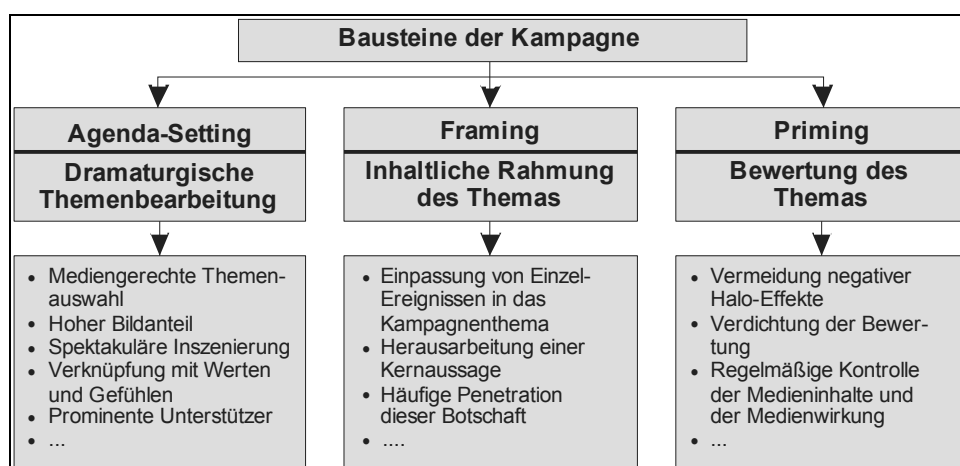 Bausteine der Kampagne
Agenda-Setting
Dramaturgische
Themenbearbeitung
• Mediengerechte Themen-
auswahl
• Hoher Bildanteil
• Spektakuläre Inszenierung
• Verknüpfung mit Werten
und Gefühlen
• Prominente Unterstützer
• ...
Framing
Inhaltliche Rahmung
des Themas
• Einpassung von Einzel-
Ereignissen in das
Kampagnenthema
• Herausarbeitung einer
Kernaussage
• Häufige Penetration
dieser Botschaft
• ....
Priming
Bewertung des
Themas
• Vermeidung negativer
Halo-Effekte
• Verdichtung der Bewer-
tung
• Regelmäßige Kontrolle
der Medieninhalte und
der Medienwirkung
• ...